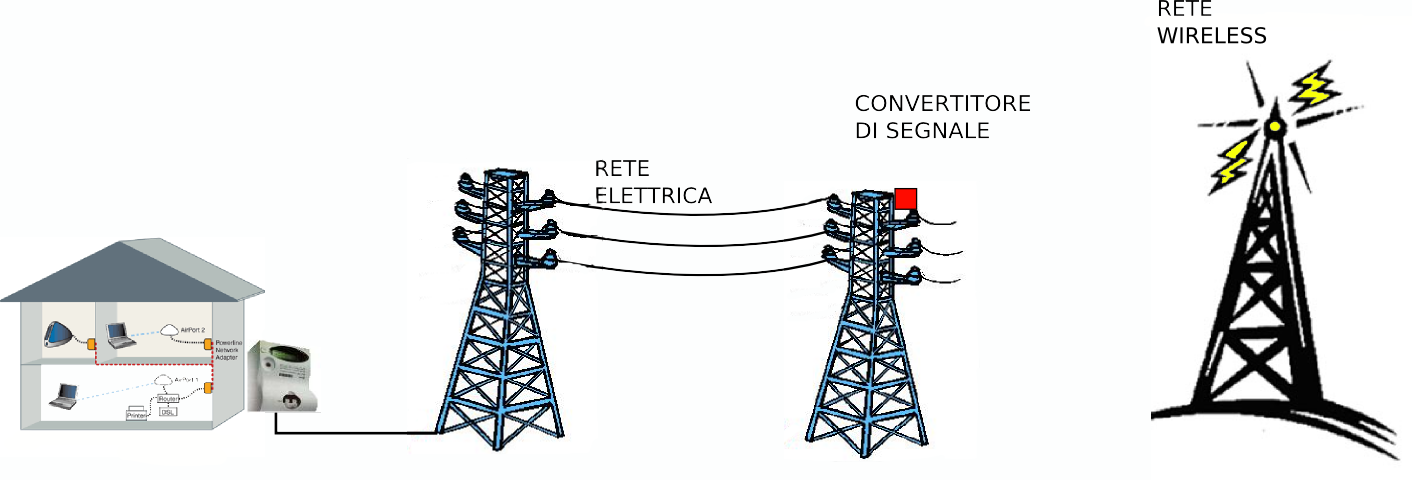 RETE
WIRELESS
CONVERTITORE
DI SEGNALE
RETE
ELETTRICA
AirPort 2
Powerline
Network
Adapter
AirPort 1
Router
Printer
DSL